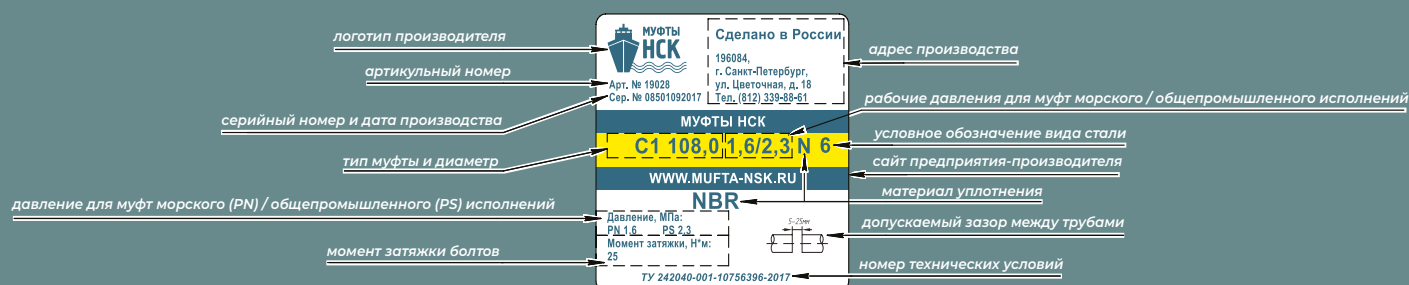 логотип производителя
артикульный номер
серийный номер и дата производства
тип муфты и диаметр
давление для муфт морского (PN) / общепромышленного (PS) исполнений
момент затяжки болтов
МУФТЫ
НСК
Арт. № 19028
Сер. № 08501092017
Сделано в России
196084,
г. Санкт-Петербург,
ул. Цветочная, д. 18
Тел. (812) 339-88-61
МУФТЫ НСК
С1 108,0 1,6/2,3 N 6
WWW.MUFTA-NSK.RU
NBR
Давление, МПа:
PN 1,6 PS 2,3
Момент затяжки, Н*м:
25
5-25мм
ТУ 242040-001-10756396-2017
адрес производства
рабочие давления для муфт морского / общепромышленного исполнений
условное обозначение вида стали
сайт предприятия-производителя
материал уплотнения
допускаемый зазор между трубами
номер технических условий